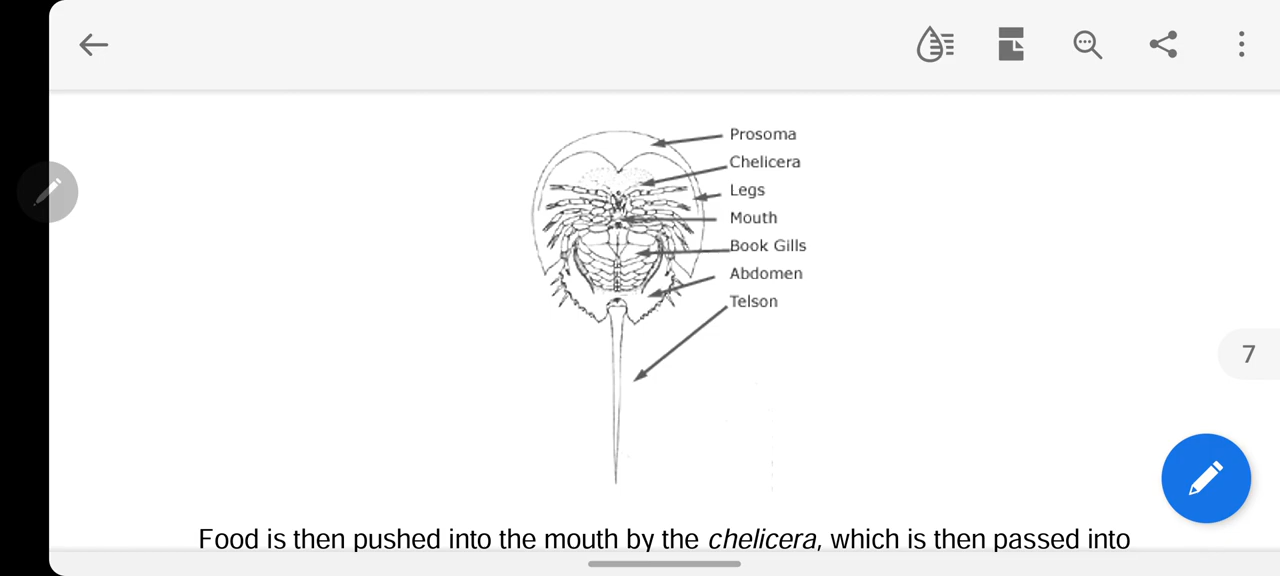 Prosoma
Chelicera
Legs
Mouth
Book Gills
Abdomen
Telson
7
Food is then pushed into the mouth by the chelicera, which is then passed into